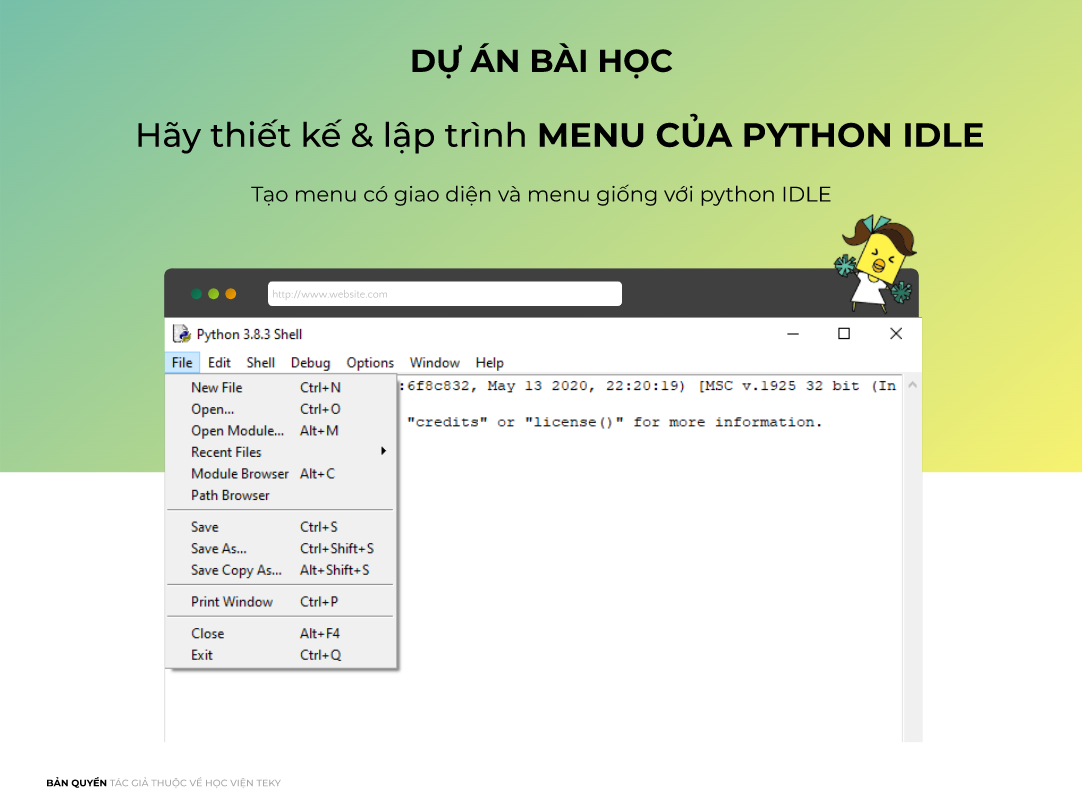 DỰ ÁN BÀI HỌC
Hãy thiết kế & lập trình MENU CỦA PYTHON IDLE
Tạo menu có giao diện và menu giống với python IDLE
http://www.website.com
Python 3.8.3 Shell
File Edit Shell Debug Options Window Help
:6f8c832, May 13 2020, 22:20:19) [MSC v.1925 32 bit (In
"credits" or "license()" for more information.
New File Ctrl+N
Open... Ctrl+O
Open Module... Alt+M
Recent Files
Module Browser Alt+C
Path Browser
Save Ctrl+S
Save As... Ctrl+Shift+S
Save Copy As... Alt+Shift+S
Print Window Ctrl+P
Close Alt+F4
Exit Ctrl+Q
BẢN QUYỀN TÁC GIẢ THUỘC VỀ HỌC VIỆN TEKY